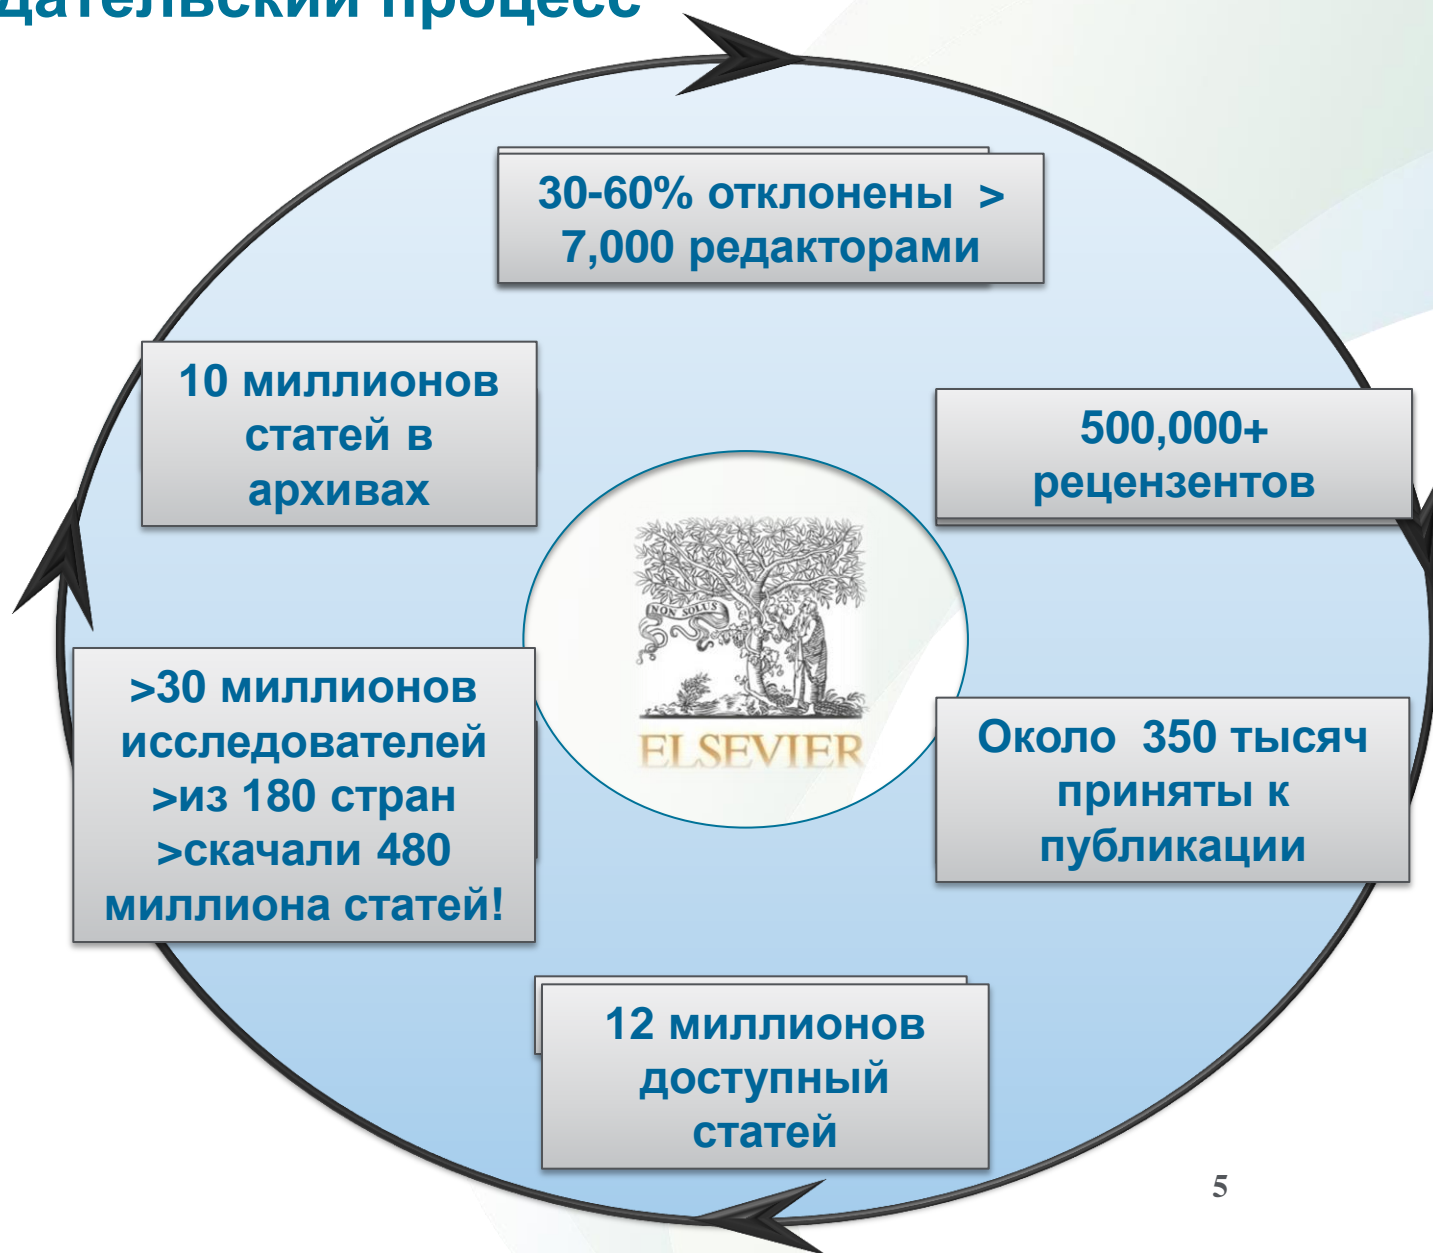 дательский процесс
30-60% отклонены >
7,000 редакторами
10 миллионов
статей в
архивах
500,000+
рецензентов
NON SOLUS
ELSEVIER
>30 миллионов
исследователей
>из 180 стран
>скачали 480
миллиона статей!
Около 350 тысяч
приняты к
публикации
12 миллионов
доступный
статей
5